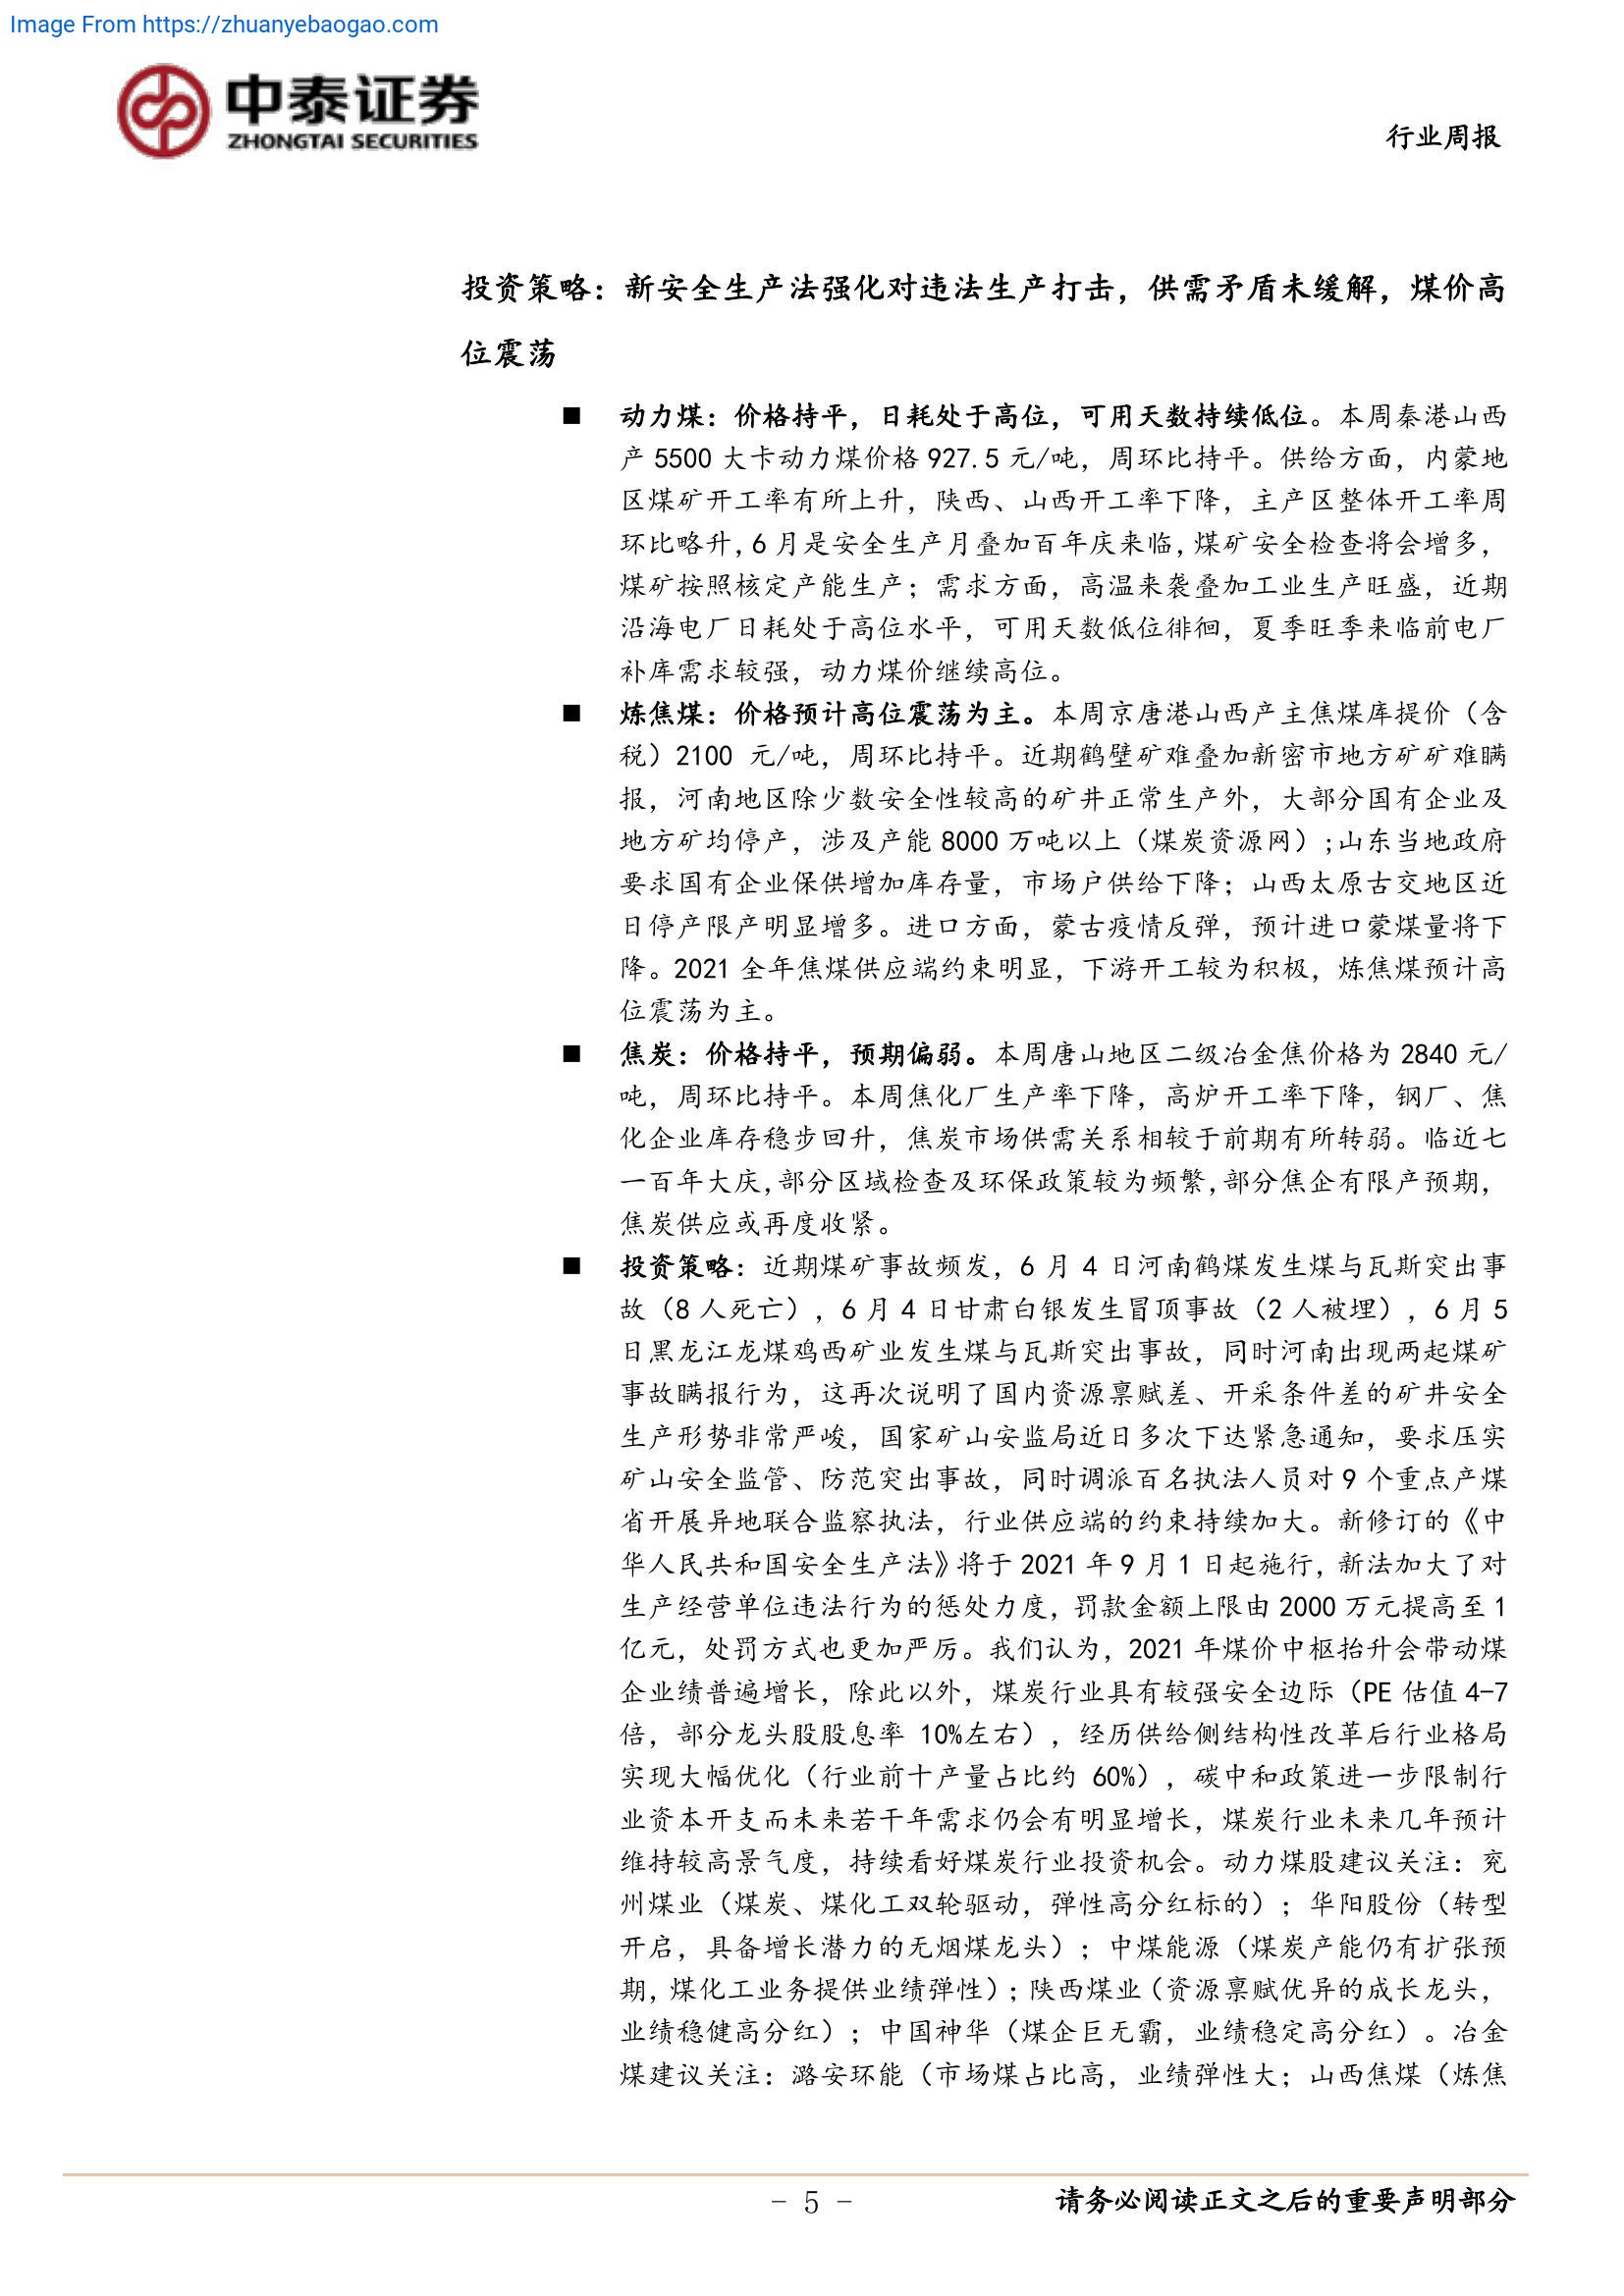 Image From https://zhuanyebaogao.com
中泰证券
ZHONGTAI SECURITIES
行业周报
投资策略：新安全生产法强化对违法生产打击，供需矛盾未缓解，煤价高
位震荡
■ 动力煤：价格持平，日耗处于高位，可用天数持续低位。本周秦港山西
产 5500 大卡动力煤价格 927.5 元/吨，周环比持平。供给方面，内蒙地
区煤矿开工率有所上升，陕西、山西开工率下降，主产区整体开工率周
环比略升，6 月是安全生产月叠加百年庆来临，煤矿安全检查将会增多，
煤矿按照核定产能生产；需求方面，高温来袭叠加工业生产旺盛，近期
沿海电厂日耗处于高位水平，可用天数低位徘徊，夏季旺季来临前电厂
补库需求较强，动力煤价继续高位。
■ 炼焦煤：价格预计高位震荡为主。本周京唐港山西产主焦煤库提价（含
税）2100 元/吨，周环比持平。近期鹤壁矿难叠加新密市地方矿矿难瞒
报，河南地区除少数安全性较高的矿井正常生产外，大部分国有企业及
地方矿均停产，涉及产能 8000 万吨以上（煤炭资源网）;山东当地政府
要求国有企业保供增加库存量，市场户供给下降；山西太原古交地区近
日停产限产明显增多。进口方面，蒙古疫情反弹，预计进口蒙煤量将下
降。2021 全年焦煤供应端约束明显，下游开工较为积极，炼焦煤预计高
位震荡为主。
■ 焦炭：价格持平，预期偏弱。本周唐山地区二级冶金焦价格为 2840 元/
吨，周环比持平。本周焦化厂生产率下降，高炉开工率下降，钢厂、焦
化企业库存稳步回升，焦炭市场供需关系相较于前期有所转弱。临近七
一百年大庆,部分区域检查及环保政策较为频繁,部分焦企有限产预期，
焦炭供应或再度收紧。
■ 投资策略：近期煤矿事故频发，6 月 4 日河南鹤煤发生煤与瓦斯突出事
故（8 人死亡），6 月 4 日甘肃白银发生冒顶事故（2 人被埋），6 月 5
日黑龙江龙煤鸡西矿业发生煤与瓦斯突出事故，同时河南出现两起煤矿
事故瞒报行为，这再次说明了国内资源禀赋差、开采条件差的矿井安全
生产形势非常严峻，国家矿山安监局近日多次下达紧急通知，要求压实
矿山安全监管、防范突出事故，同时调派百名执法人员对 9 个重点产煤
省开展异地联合监察执法，行业供应端的约束持续加大。新修订的《中
华人民共和国安全生产法》将于 2021 年 9 月 1 日起施行，新法加大了对
生产经营单位违法行为的惩处力度，罚款金额上限由 2000 万元提高至 1
亿元，处罚方式也更加严厉。我们认为，2021 年煤价中枢抬升会带动煤
企业绩普遍增长，除此以外，煤炭行业具有较强安全边际（PE 估值 4-7
倍，部分龙头股股息率 10%左右），经历供给侧结构性改革后行业格局
实现大幅优化（行业前十产量占比约 60%），碳中和政策进一步限制行
业资本开支而未来若干年需求仍会有明显增长，煤炭行业未来几年预计
维持较高景气度，持续看好煤炭行业投资机会。动力煤股建议关注：兖
州煤业（煤炭、煤化工双轮驱动，弹性高分红标的）；华阳股份（转型
开启，具备增长潜力的无烟煤龙头）；中煤能源（煤炭产能仍有扩张预
期，煤化工业务提供业绩弹性）；陕西煤业（资源禀赋优异的成长龙头，
业绩稳健高分红）；中国神华（煤企巨无霸，业绩稳定高分红）。冶金
煤建议关注：潞安环能（市场煤占比高，业绩弹性大；山西焦煤（炼焦
- 5 -
请务必阅读正文之后的重要声明部分